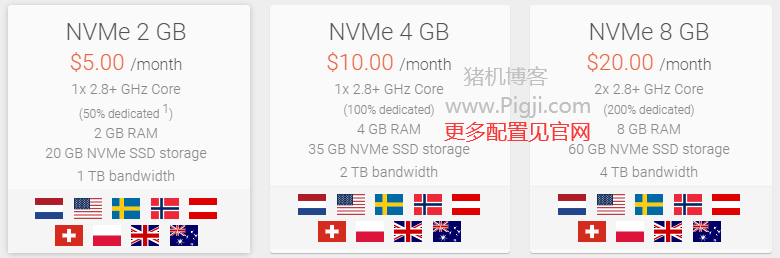 NVMe 2 GB
$5.00 /month
1x 2.8+ GHz Core
(50% dedicated 1)
2 GB RAM
20 GB NVMe SSD storage
1 TB bandwidth
NVMe 4 GB
$10.00 /month
1x 2.8+ GHz Core
(100% dedicated)
4 GB RAM
35 GB NVMe SSD storage
2 TB bandwidth
NVMe 8 GB
$20.00 /month
2x 2.8+ GHz Core
(200% dedicated)
8 GB RAM
60 GB NVMe SSD storage
4 TB bandwidth
猪机博客
www.Pigji.com
更多配置见官网